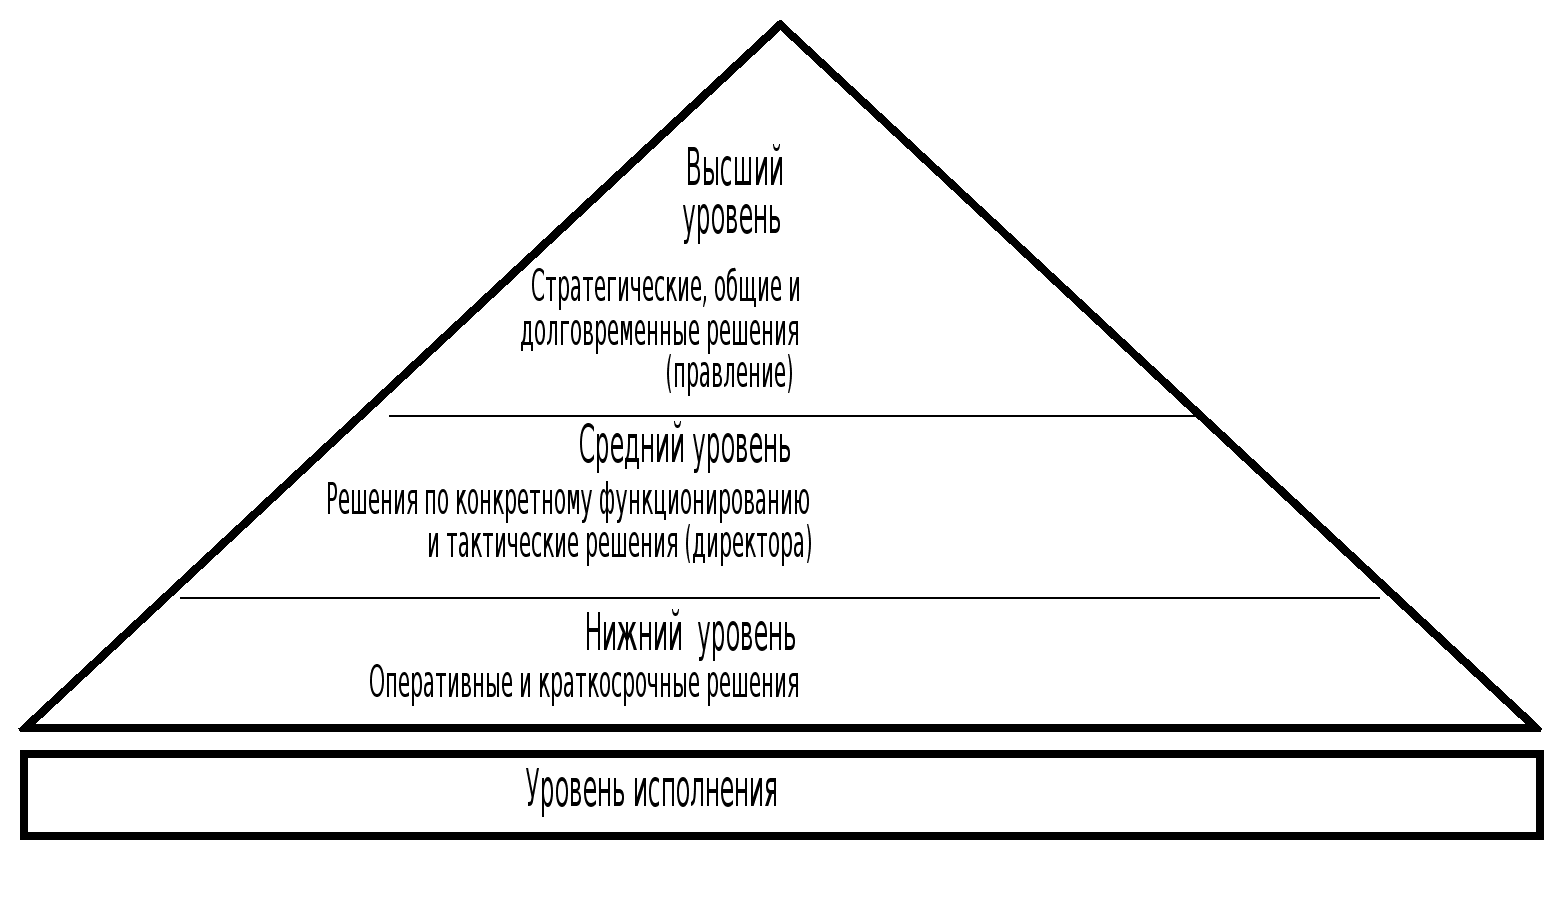 Высший
уровень
Стратегические, общие и
долговременные решения
(правление)
Средний уровень
Решения по конкретному функционированию
и тактические решения (директора)
Нижний уровень
Оперативные и краткосрочные решения
Уровень исполнения